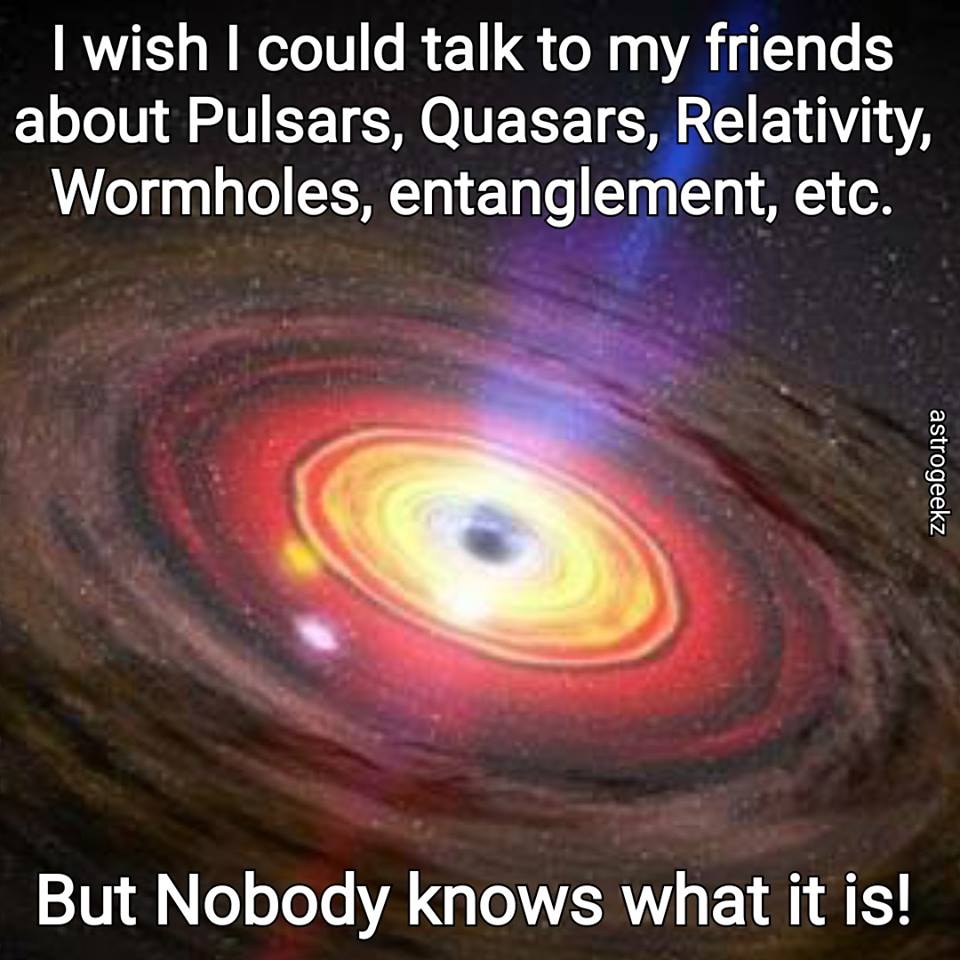 I wish I could talk to my friends
about Pulsars, Quasars, Relativity,
Wormholes, entanglement, etc.
astrogeekz
But Nobody knows what it is!